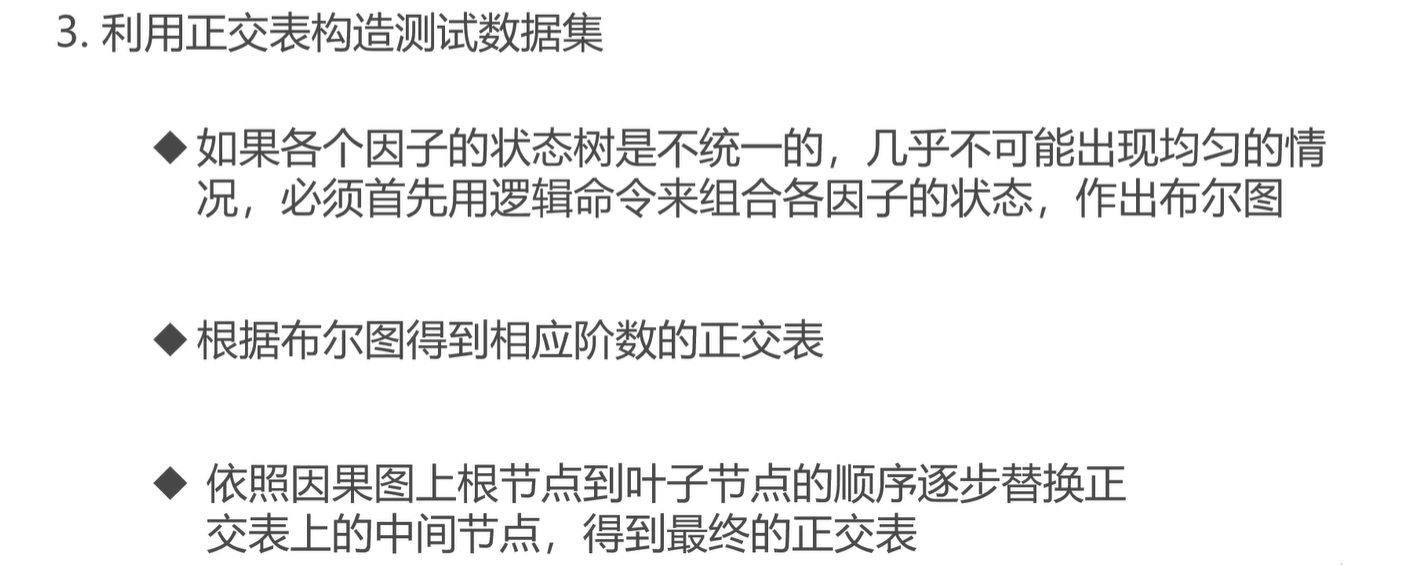 3. 利用正交表构造测试数据集
◆ 如果各个因子的状态树是不统一的，几乎不可能出现均匀的情
况，必须首先用逻辑命令来组合各因子的状态，作出布尔图
◆ 根据布尔图得到相应阶数的正交表
◆ 依照因果图上根节点到叶子节点的顺序逐步替换正
交表上的中间节点，得到最终的正交表